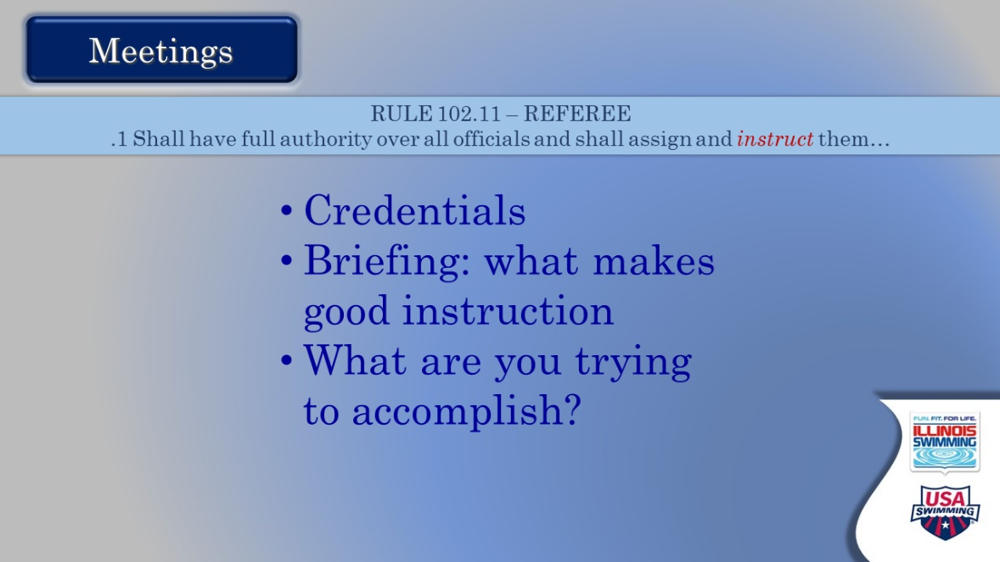 Meetings
RULE 102.11 – REFEREE
.1 Shall have full authority over all officials and shall assign and instruct them…
• Credentials
• Briefing: what makes
good instruction
• What are you trying
to accomplish?
FUN. FIT. FOR LIFE.
ILLINOIS
SWIMMING
USA
SWIMMING